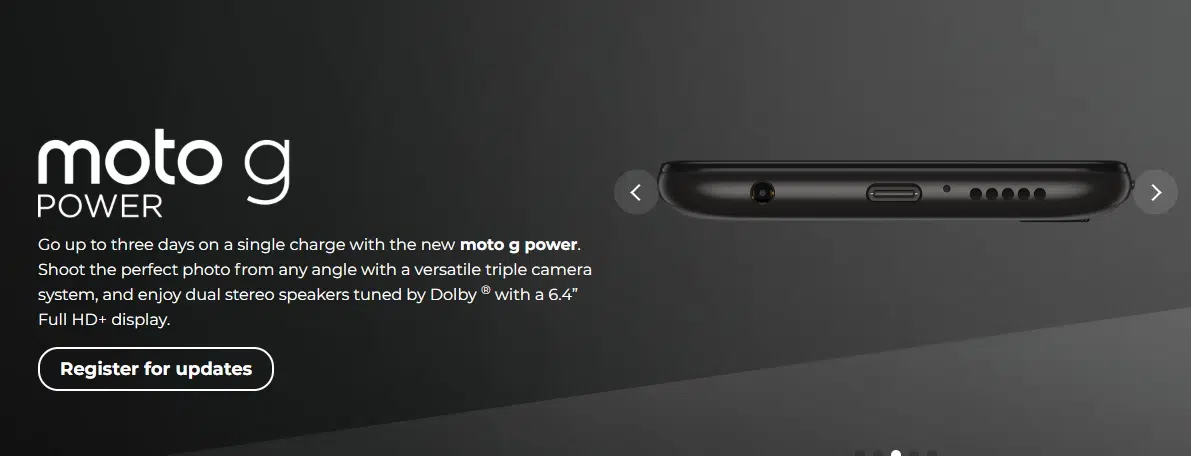 moto g
POWER
Go up to three days on a single charge with the new moto g power.
Shoot the perfect photo from any angle with a versatile triple camera
system, and enjoy dual stereo speakers tuned by Dolby ® with a 6.4”
Full HD+ display.
Register for updates